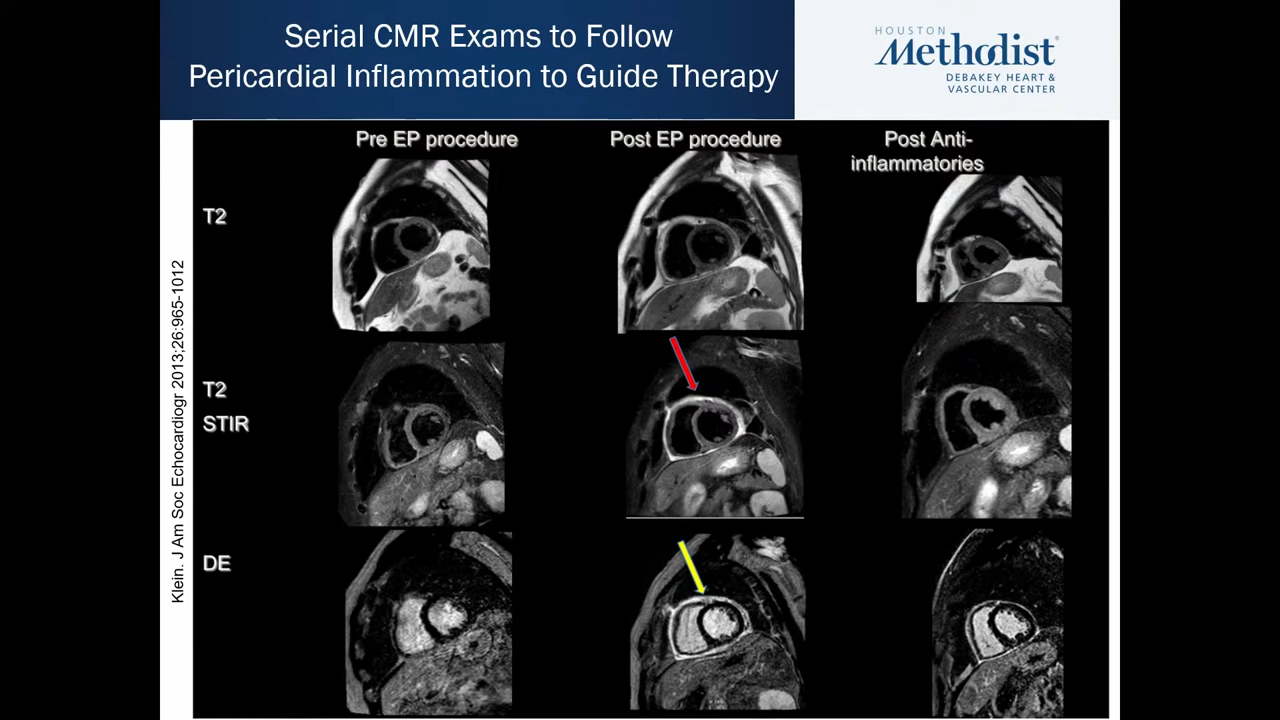 Serial CMR Exams to Follow
Pericardial Inflammation to Guide Therapy
HOUSTON
Methodist®
DEBAKEY HEART &
VASCULAR CENTER
Pre EP procedure
Post EP procedure
Post Anti-
inflammatories
T2
T2
STIR
DE
Klein. J Am Soc Echocardiogr 2013;26:965-1012